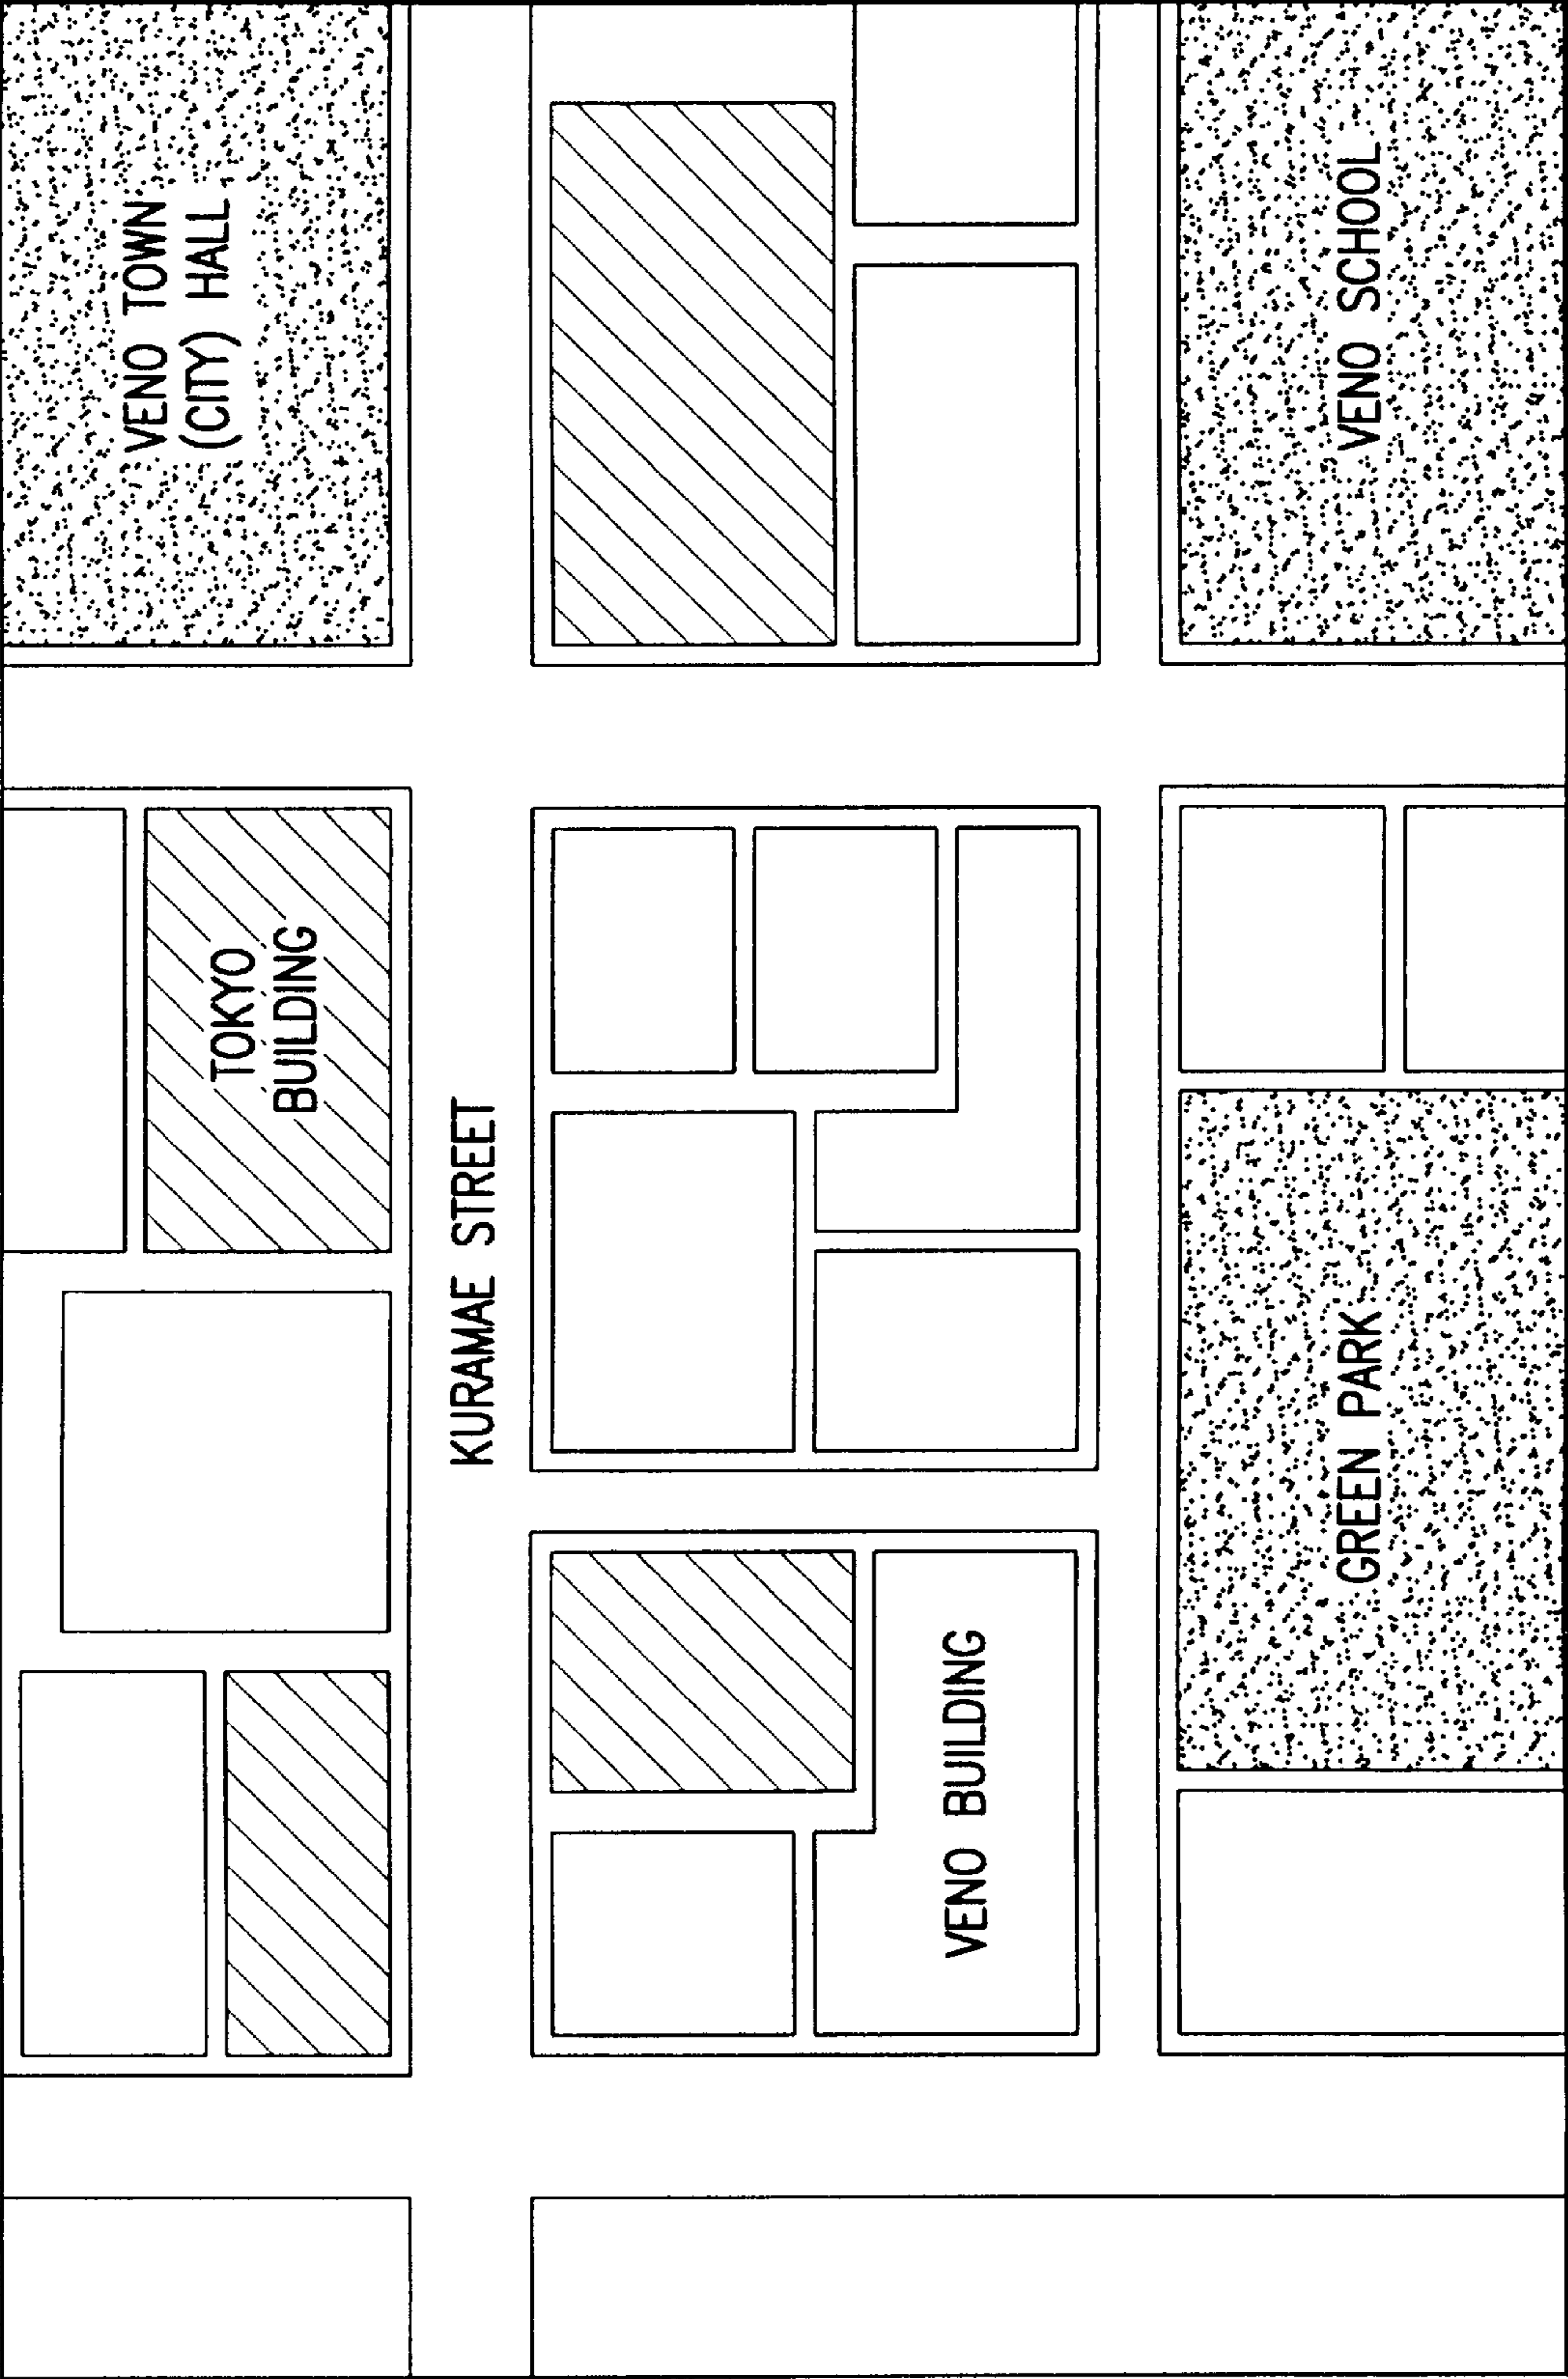 VENO TOWN
(CITY) HALL
TOKYO
BUILDING
KURAMAE STREET
VENO BUILDING
VENO SCHOOL
GREEN PARK